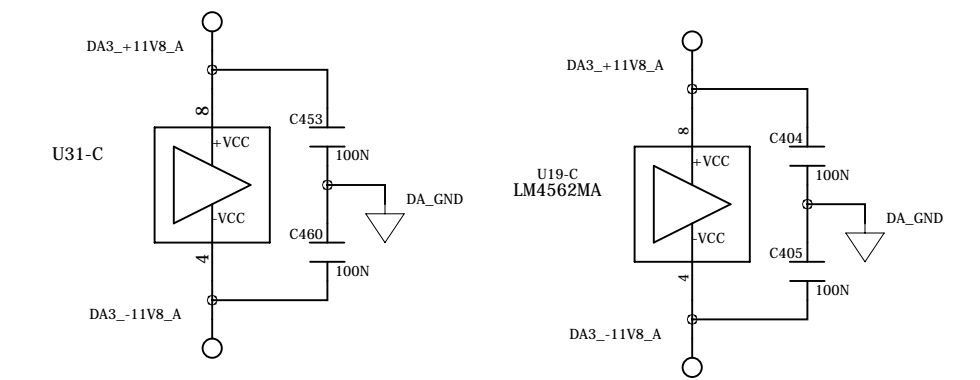 DA3_+11V8_A
8
C453
+VCC
100N
U31-C
DA_GND
-VCC
C460
100N
4
DA3_-11V8_A
DA3_+11V8_A
8
C404
+VCC
100N
U19-C
LM4562MA
DA_GND
-VCC
C405
100N
4
DA3_-11V8_A